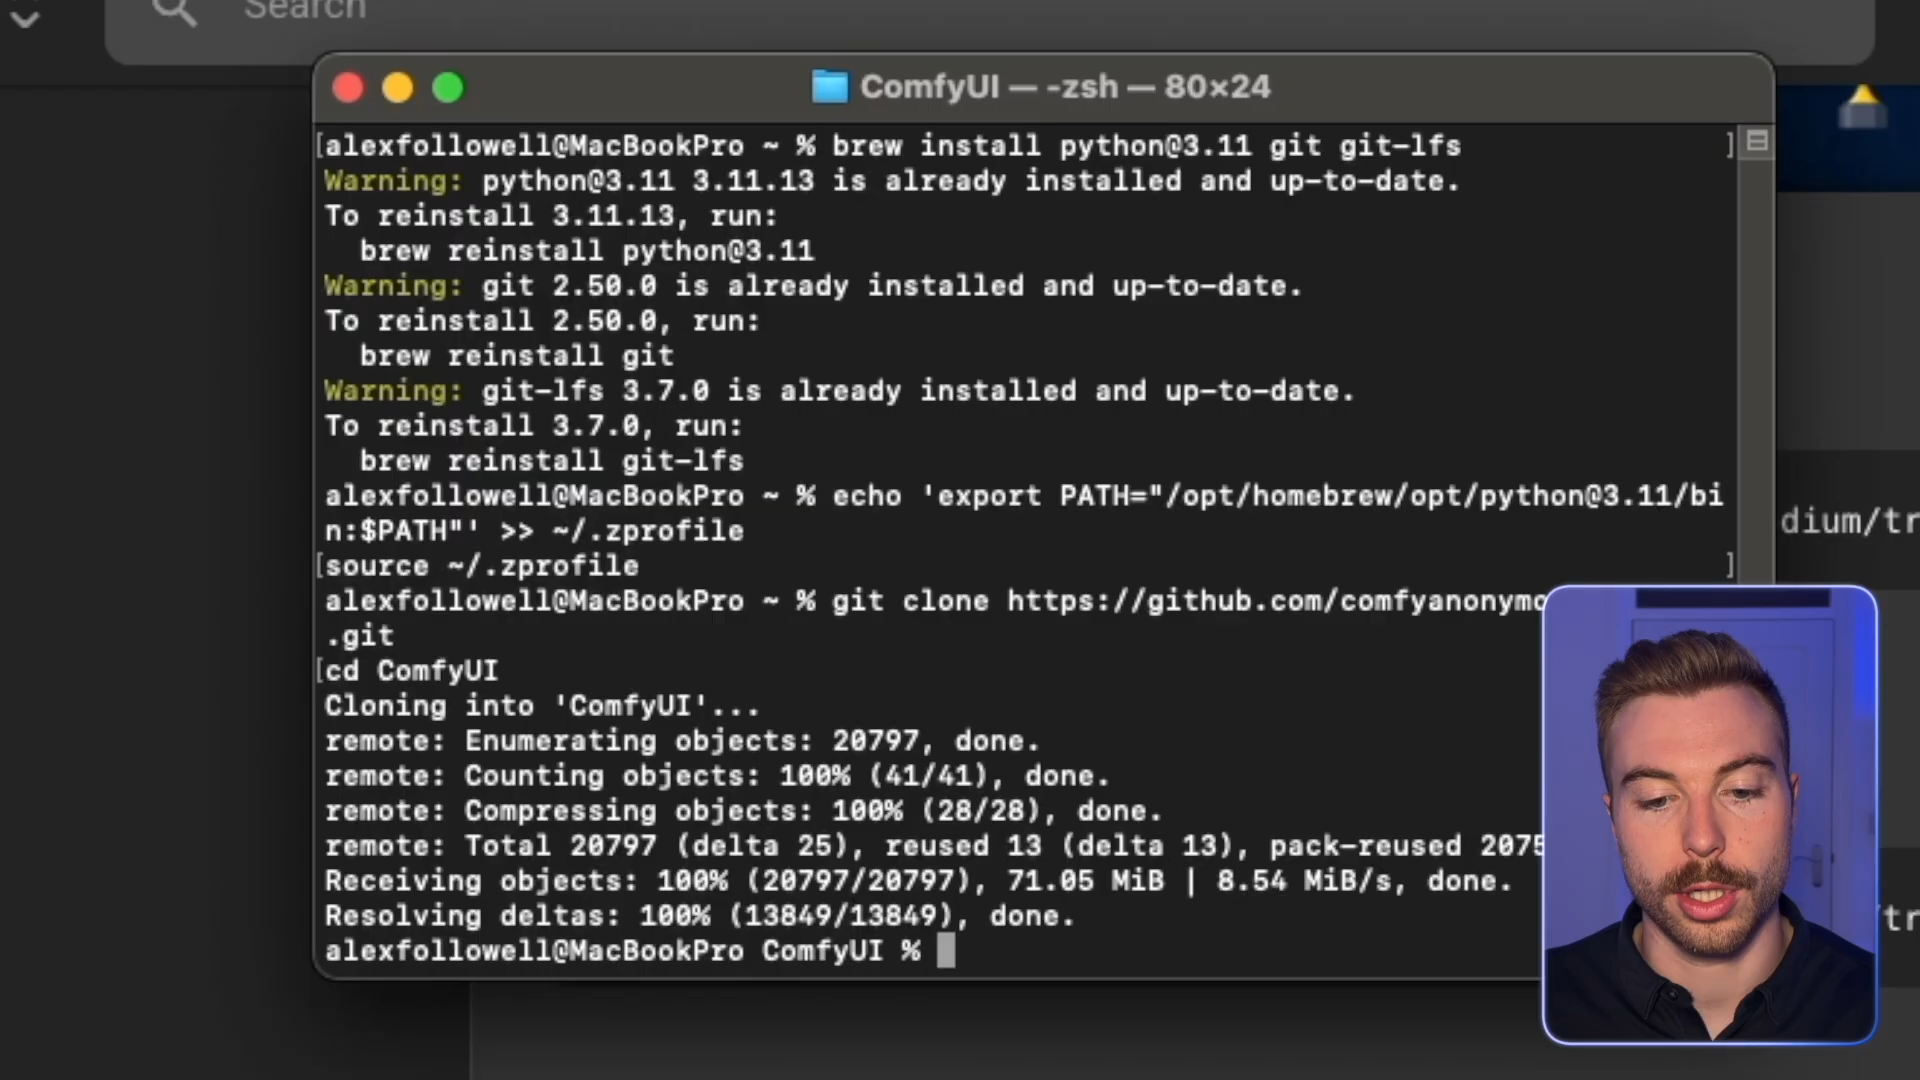 Search
ComfyUI — -zsh — 80×24
[alexfollowell@MacBookPro ~ % brew install python@3.11 git git-lfs ]
Warning: python@3.11 3.11.13 is already installed and up-to-date.
To reinstall 3.11.13, run:
brew reinstall python@3.11
Warning: git 2.50.0 is already installed and up-to-date.
To reinstall 2.50.0, run:
brew reinstall git
Warning: git-lfs 3.7.0 is already installed and up-to-date.
To reinstall 3.7.0, run:
brew reinstall git-lfs
alexfollowell@MacBookPro ~ % echo 'export PATH="/opt/homebrew/opt/python@3.11/bi
n:$PATH"' >> ~/.zprofile
dium/tr
[source ~/.zprofile ]
alexfollowell@MacBookPro ~ % git clone https://github.com/comfyanonymo
.git
[cd ComfyUI
Cloning into 'ComfyUI'...
remote: Enumerating objects: 20797, done.
remote: Counting objects: 100% (41/41), done.
remote: Compressing objects: 100% (28/28), done.
remote: Total 20797 (delta 25), reused 13 (delta 13), pack-reused 2075
Receiving objects: 100% (20797/20797), 71.05 MiB | 8.54 MiB/s, done.
Resolving deltas: 100% (13849/13849), done.
/tr
alexfollowell@MacBookPro ComfyUI %